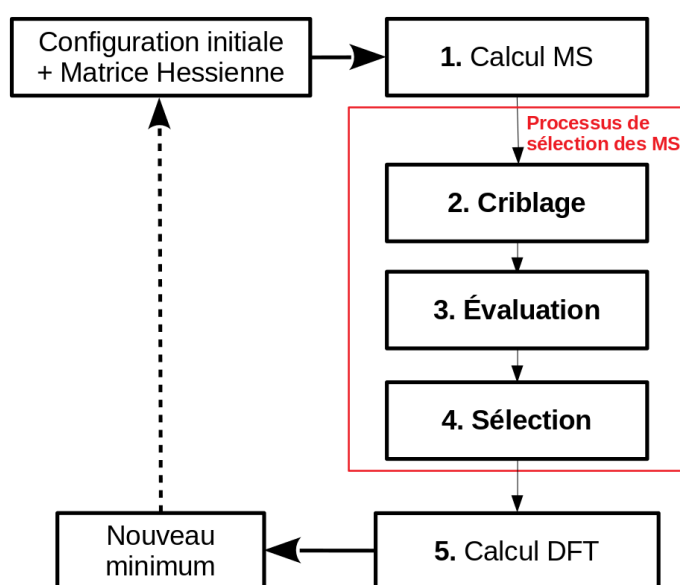 Configuration initiale
+ Matrice Hessienne
1. Calcul MS
Processus de
sélection des MS
2. Criblage
3. Évaluation
4. Sélection
5. Calcul DFT
Nouveau
minimum